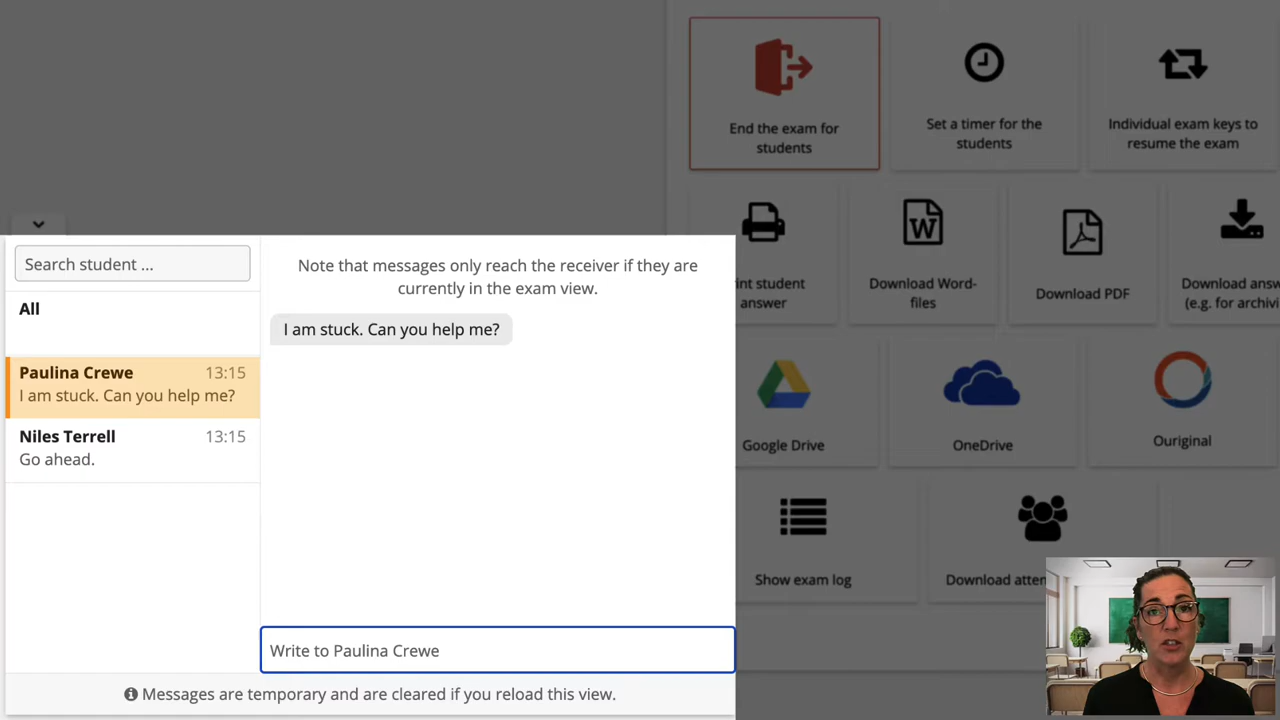 End the exam for
students
Set a timer for the
students
Individual exam keys to
resume the exam
student
answer
Download Word-
files
Download PDF
Download
(e.g. for
Google Drive
OneDrive
Ouriginal
Show exam log
Download
Search student ...
All
Paulina Crewe 13:15
I am stuck. Can you help me?
Niles Terrell 13:15
Go ahead.
Note that messages only reach the receiver if they are
currently in the exam view.
I am stuck. Can you help me?
Write to Paulina Crewe
Messages are temporary and are cleared if you reload this view.